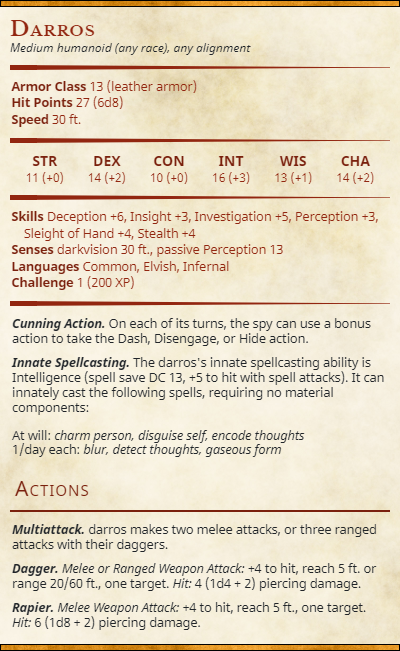 Darros
Medium humanoid (any race), any alignment
Armor Class 13 (leather armor)
Hit Points 27 (6d8)
Speed 30 ft.
STR DEX CON INT WIS CHA
11 (+0) 14 (+2) 10 (+0) 16 (+3) 13 (+1) 14 (+2)
Skills Deception +6, Insight +3, Investigation +5, Perception +3,
Sleight of Hand +4, Stealth +4
Senses darkvision 30 ft., passive Perception 13
Languages Common, Elvish, Infernal
Challenge 1 (200 XP)
Cunning Action. On each of its turns, the spy can use a bonus
action to take the Dash, Disengage, or Hide action.
Innate Spellcasting. The darros's innate spellcasting ability is
Intelligence (spell save DC 13, +5 to hit with spell attacks). It can
innately cast the following spells, requiring no material
components:
At will: charm person, disguise self, encode thoughts
1/day each: blur, detect thoughts, gaseous form
Actions
Multiattack. darros makes two melee attacks, or three ranged
attacks with their daggers.
Dagger. Melee or Ranged Weapon Attack: +4 to hit, reach 5 ft. or
range 20/60 ft., one target. Hit: 4 (1d4 + 2) piercing damage.
Rapier. Melee Weapon Attack: +4 to hit, reach 5 ft., one target.
Hit: 6 (1d8 + 2) piercing damage.